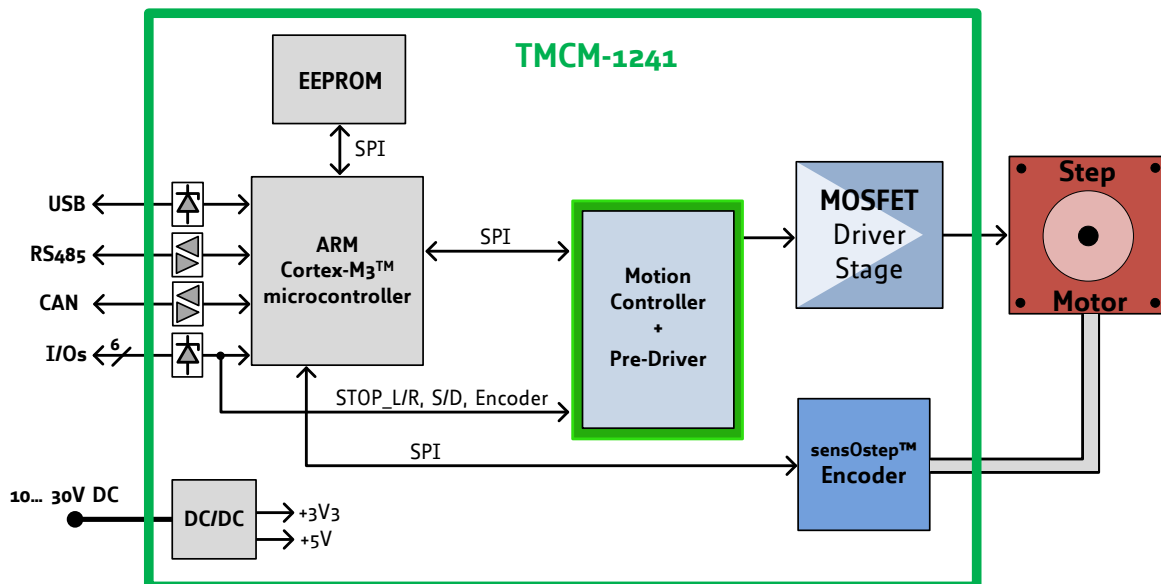 TMCM-1241
EEPROM
SPI
USB
RS485
CAN
I/Os
6
ARM
Cortex-M3™
microcontroller
SPI
Motion
Controller
+
Pre-Driver
MOSFET
Driver
Stage
Step
Motor
STOP_L/R, S/D, Encoder
SPI
sensOstep™
Encoder
10... 30V DC
DC/DC
+3V3
+5V